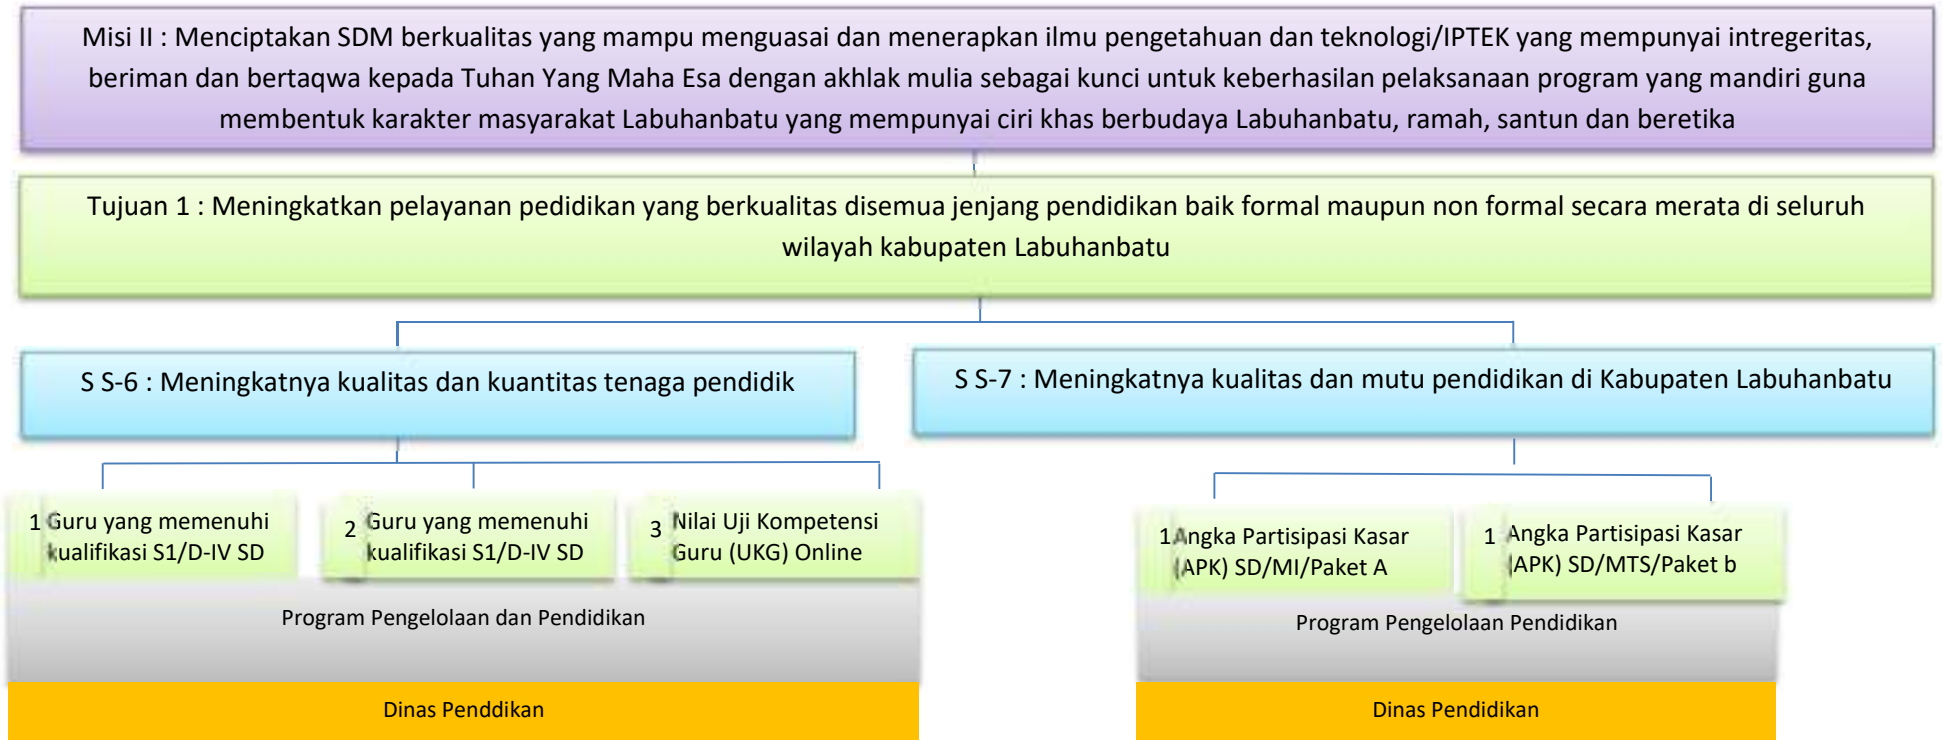 Misi II : Menciptakan SDM berkualitas yang mampu menguasai dan menerapkan ilmu pengetahuan dan teknologi/IPTEK yang mempunyai intregeritas,
beriman dan bertaqwa kepada Tuhan Yang Maha Esa dengan akhlak mulia sebagai kunci untuk keberhasilan pelaksanaan program yang mandiri guna
membentuk karakter masyarakat Labuhanbatu yang mempunyai ciri khas berbudaya Labuhanbatu, ramah, santun dan beretika
Tujuan 1 : Meningkatkan pelayanan pedidikan yang berkualitas disemua jenjang pendidikan baik formal maupun non formal secara merata di seluruh
wilayah kabupaten Labuhanbatu
S S-6 : Meningkatnya kualitas dan kuantitas tenaga pendidik
S S-7 : Meningkatnya kualitas dan mutu pendidikan di Kabupaten Labuhanbatu
1 Guru yang memenuhi
kualifikasi S1/D-IV SD
2 Guru yang memenuhi
kualifikasi S1/D-IV SD
3 Nilai Uji Kompetensi
Guru (UKG) Online
1 Angka Partisipasi Kasar
(APK) SD/MI/Paket A
1 Angka Partisipasi Kasar
(APK) SD/MTS/Paket b
Program Pengelolaan dan Pendidikan
Program Pengelolaan Pendidikan
Dinas Penddikan
Dinas Pendidikan